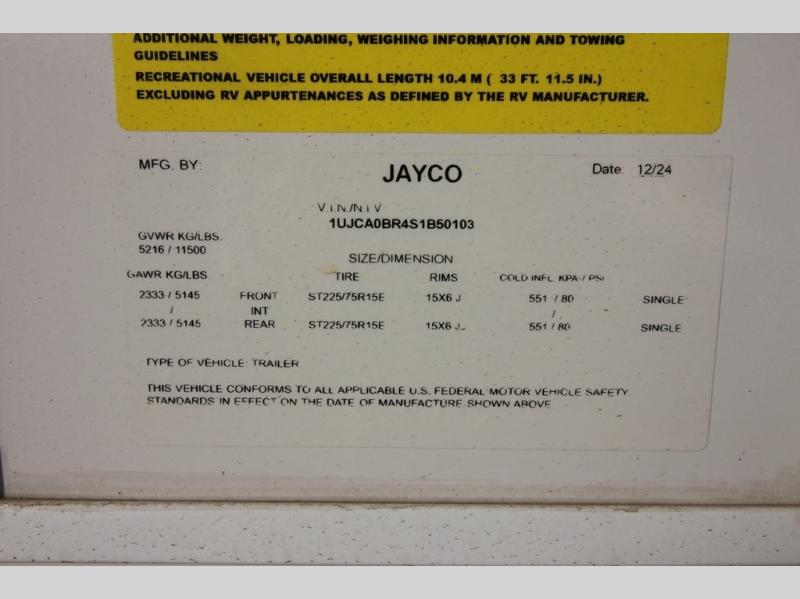 ADDITIONAL WEIGHT, LOADING, WEIGHING INFORMATION AND TOWING
GUIDELINES
RECREATIONAL VEHICLE OVERALL LENGTH 10.4 M ( 33 FT. 11.5 IN.)
EXCLUDING RV APPURTENANCES AS DEFINED BY THE RV MANUFACTURER.
MFG. BY: JAYCO Date: 12/24
V.I.N./N.I.V
1UJCA0BR4S1B50103
GVWR KG/LBS.
5216 / 11500
SIZE/DIMENSION
GAWR KG/LBS. TIRE RIMS COLD INFL. KPA / PSI
2333 / 5145 FRONT ST225/75R15E 15X6 J 551 / 80 SINGLE
/ INT /
2333 / 5145 REAR ST225/75R15E 15X6 J 551 / 80 SINGLE
TYPE OF VEHICLE: TRAILER
THIS VEHICLE CONFORMS TO ALL APPLICABLE U.S. FEDERAL MOTOR VEHICLE SAFETY
STANDARDS IN EFFECT ON THE DATE OF MANUFACTURE SHOWN ABOVE